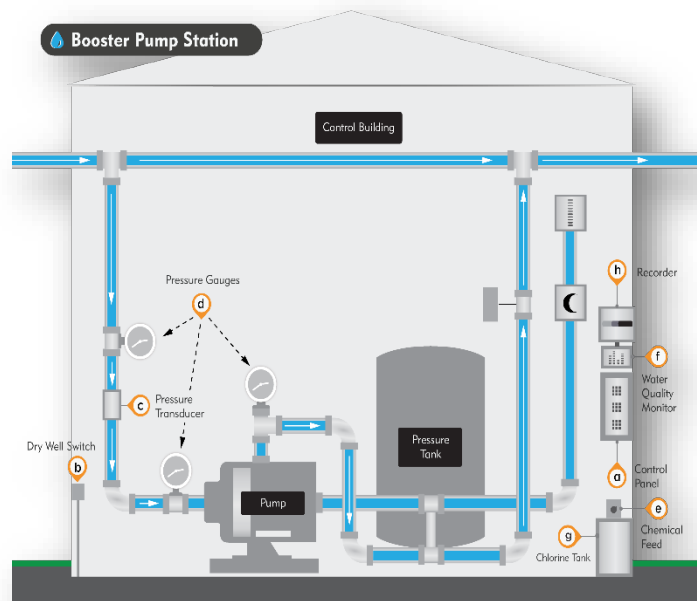 Booster Pump Station
Control Building
Pressure Gauges
d
h
Recorder
f
Water
Quality
Monitor
c
Pressure
Transducer
Dry Well Switch
b
Pressure
Tank
a
Control
Panel
Pump
e
Chemical
Feed
g
Chlorine Tank